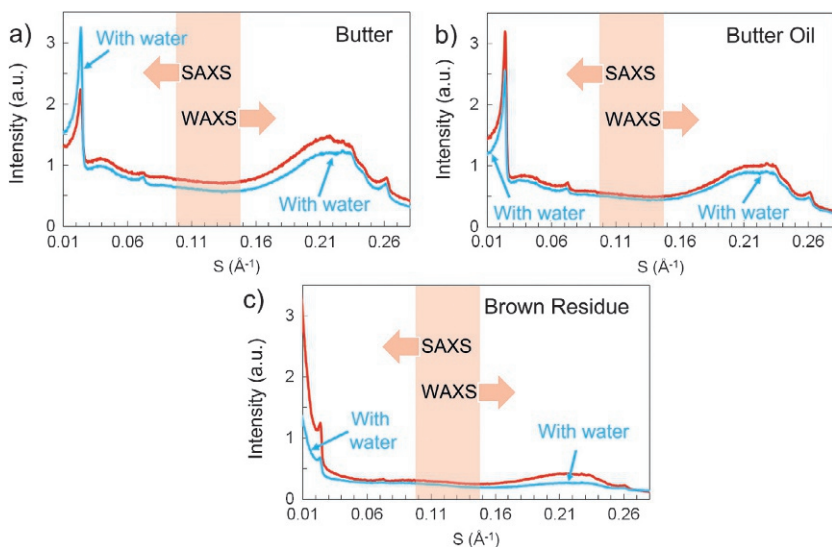 a)
Butter
With water
SAXS
WAXS
With water
Intensity (a.u.)
3
2
1
0
0.01 0.06 0.11 0.16 0.21 0.26
S (Å-1)
b)
Butter Oil
SAXS
WAXS
With water
With water
Intensity (a.u.)
3
2
1
0
0.01 0.06 0.11 0.16 0.21 0.26
S (Å-1)
c)
Brown Residue
SAXS
WAXS
With
water
With water
Intensity (a.u.)
3
2
1
0
0.01 0.06 0.11 0.16 0.21 0.26
S (Å-1)